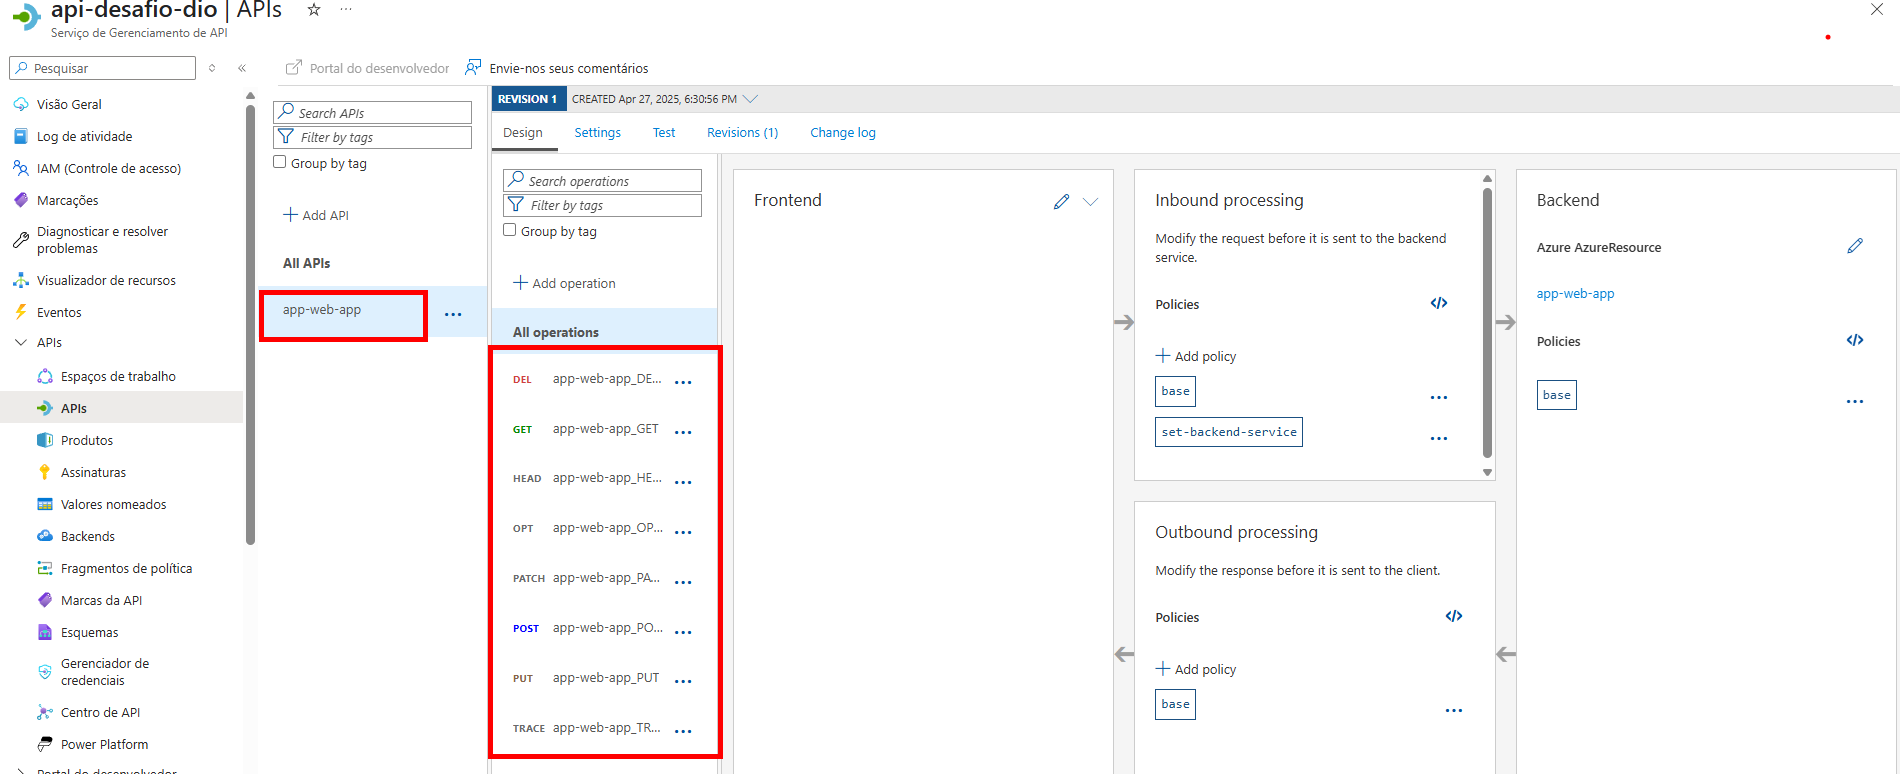 api-desafio-dio | APIs
Serviço de Gerenciamento de API
Pesquisar
Visão Geral
Log de atividade
IAM (Controle de acesso)
Marcações
Diagnosticar e resolver
problemas
Visualizador de recursos
Eventos
APIs
Espaços de trabalho
APIs
Produtos
Assinaturas
Valores nomeados
Backends
Fragmentos de política
Marcas da API
Esquemas
Gerenciador de
credenciais
Centro de API
Power Platform
Portal do desenvolvedor
Portal do desenvolvedor
Envie-nos seus comentários
Search APIs
Filter by tags
Group by tag
Add API
All APIs
app-web-app
REVISION 1
CREATED Apr 27, 2025, 6:30:56 PM
Design
Settings
Test
Revisions (1)
Change log
Search operations
Filter by tags
Group by tag
Add operation
All operations
DEL app-web-app_DE...
GET app-web-app_GET
HEAD app-web-app_HE...
OPT app-web-app_OP...
PATCH app-web-app_PA...
POST app-web-app_PO...
PUT app-web-app_PUT
TRACE app-web-app_TR...
Frontend
Inbound processing
Modify the request before it is sent to the backend
service.
Policies
Add policy
base
set-backend-service
Outbound processing
Modify the response before it is sent to the client.
Policies
Add policy
base
Backend
Azure AzureResource
app-web-app
Policies
base